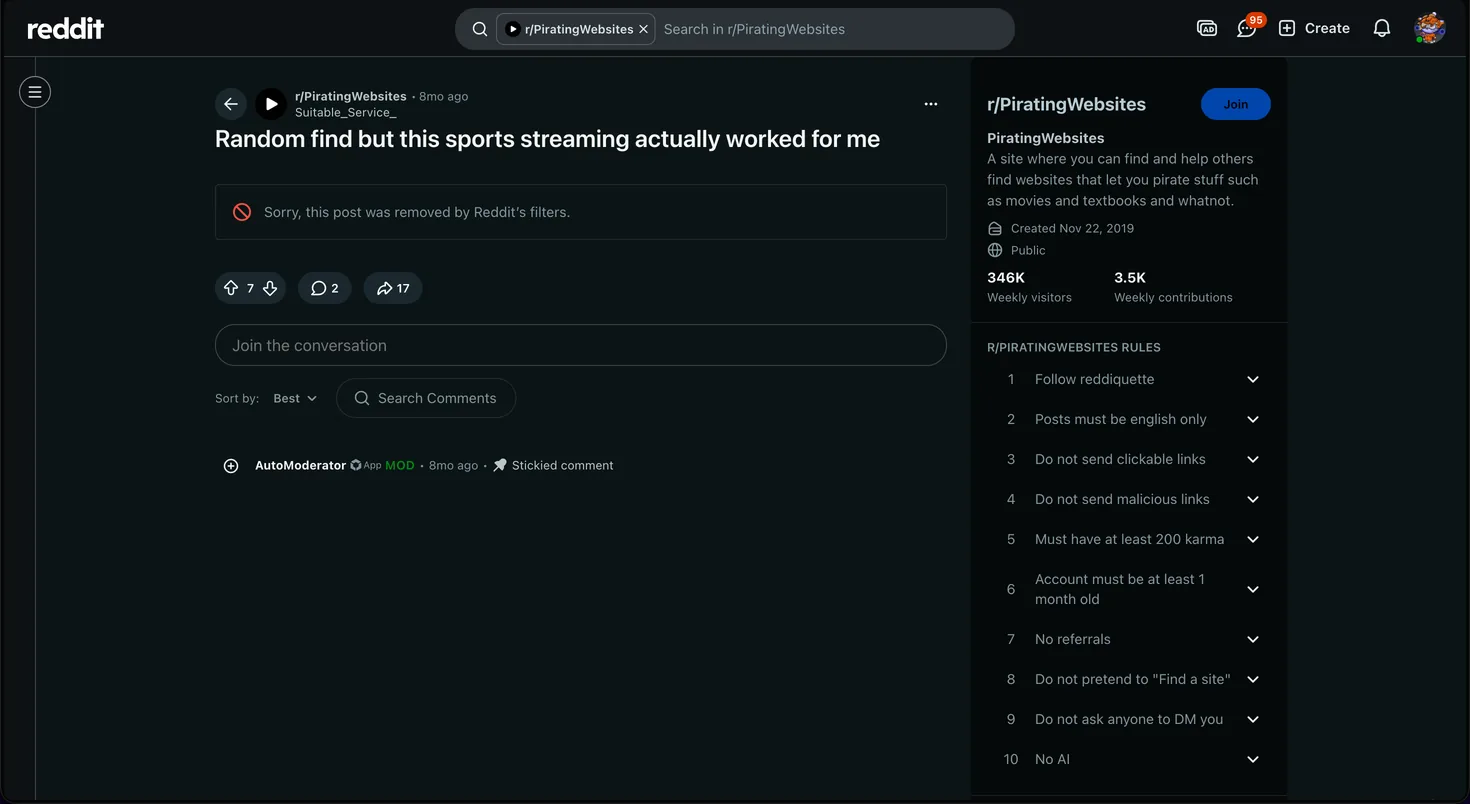 reddit
r/PiratingWebsites
Search in r/PiratingWebsites
AD
95
Create
r/PiratingWebsites • 8mo ago
Suitable_Service_
Random find but this sports streaming actually worked for me
Sorry, this post was removed by Reddit's filters.
7
2
17
Join the conversation
Sort by:
Best
Search Comments
AutoModerator App MOD • 8mo ago • Stickied comment
r/PiratingWebsites
Join
PiratingWebsites
A site where you can find and help others
find websites that let you pirate stuff such
as movies and textbooks and whatnot.
Created Nov 22, 2019
Public
346K
Weekly visitors
3.5K
Weekly contributions
R/PIRATINGWEBSITES RULES
1 Follow reddiquette
2 Posts must be english only
3 Do not send clickable links
4 Do not send malicious links
5 Must have at least 200 karma
6 Account must be at least 1
month old
7 No referrals
8 Do not pretend to "Find a site"
9 Do not ask anyone to DM you
10 No AI